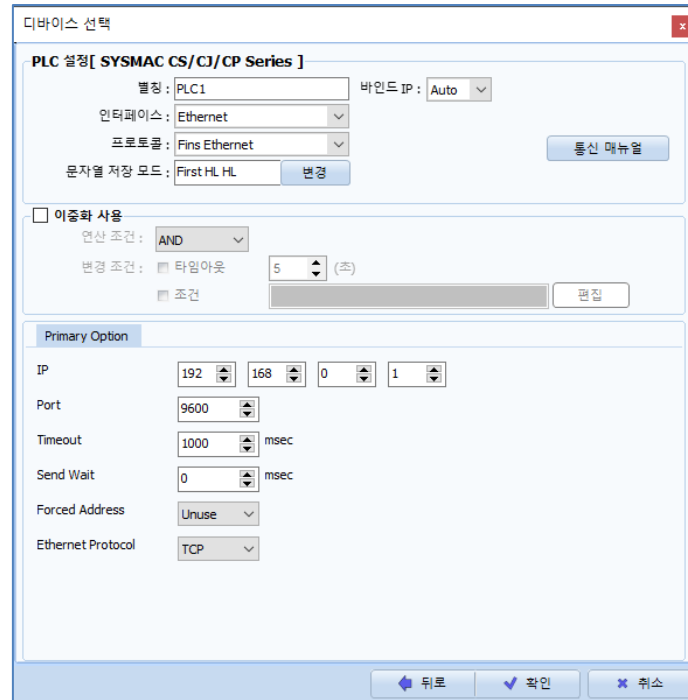 디바이스 선택
x
PLC 설정[ SYSMAC CS/CJ/CP Series ]
별칭 : PLC1 바인드 IP : Auto
인터페이스 : Ethernet
프로토콜 : Fins Ethernet 통신 매뉴얼
문자열 저장 모드 : First HL HL 변경
이중화 사용
연산 조건 : AND
변경 조건 : 타임아웃 5 (초)
조건 편집
Primary Option
IP 192 168 0 1
Port 9600
Timeout 1000 msec
Send Wait 0 msec
Forced Address Unuse
Ethernet Protocol TCP
뒤로 확인 취소